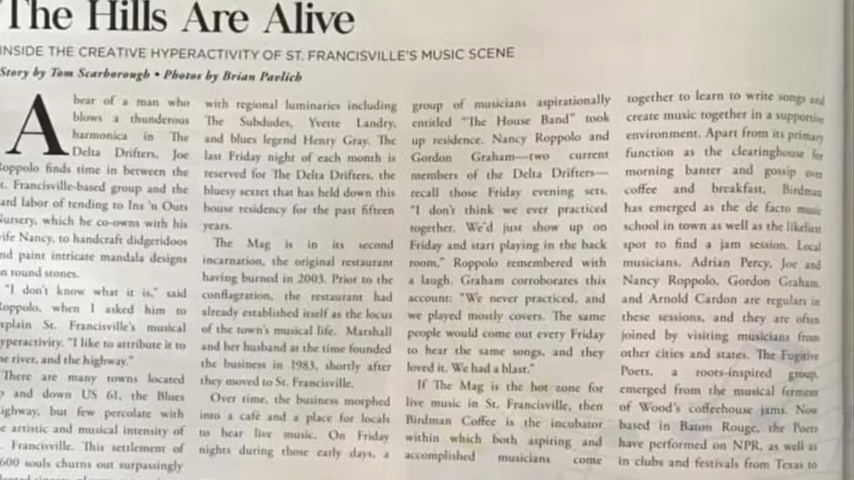 The Hills Are Alive
INSIDE THE CREATIVE HYPERACTIVITY OF ST. FRANCISVILLE'S MUSIC SCENE
Story by Tom Scarborough • Photos by Brian Pavlich
A bear of a man who
blows a thunderous
harmonica in The
Delta Drifters, Joe
Roppolo finds time in between the
t. Francisville-based group and the
ard labor of tending to Ins 'n Outs
Nursery, which he co-owns with his
wife Nancy, to handcraft didgeridoos
nd paint intricate mandala designs
n round stones.
"I don't know what it is," said
Roppolo, when I asked him to
xplain St. Francisville's musical
yperactivity. "I like to attribute it to
he river, and the highway."
There are many towns located
p and down US 61, the Blues
ighway, but few percolate with
e artistic and musical intensity of
. Francisville. This settlement of
600 souls churns out surpassingly
with regional luminaries including
The Subdudes, Yvette Landry,
and blues legend Henry Gray. The
last Friday night of each month is
reserved for The Delta Drifters, the
bluesy sextet that has held down this
house residency for the past fifteen
years.
The Mag is in its second
incarnation, the original restaurant
having burned in 2003. Prior to the
conflagration, the restaurant had
already established itself as the locus
of the town's musical life. Marshall
and her husband at the time founded
the business in 1983, shortly after
they moved to St. Francisville.
Over time, the business morphed
into a café and a place for locals
to hear live music. On Friday
nights during those early days, a
group of musicians aspirationally
entitled "The House Band" took
up residence. Nancy Roppolo and
Gordon Graham—two current
members of the Delta Drifters—
recall those Friday evening sets.
"I don't think we ever practiced
together. We'd just show up on
Friday and start playing in the back
room," Roppolo remembered with
a laugh. Graham corroborates this
account: "We never practiced, and
we played mostly covers. The same
people would come out every Friday
to hear the same songs, and they
loved it. We had a blast."
If The Mag is the hot zone for
live music in St. Francisville, then
Birdman Coffee is the incubator
within which both aspiring and
accomplished musicians come
together to learn to write songs and
create music together in a supportive
environment. Apart from its primary
function as the clearinghouse for
morning banter and gossip over
coffee and breakfast, Birdman
has emerged as the de facto music
school in town as well as the likeliest
spot to find a jam session. Local
musicians, Adrian Percy, Joe and
Nancy Roppolo, Gordon Graham,
and Arnold Cardon are regulars in
these sessions, and they are often
joined by visiting musicians from
other cities and states. The Fugitive
Poets, a roots-inspired group,
emerged from the musical ferment
of Wood's coffeehouse jams. Now
based in Baton Rouge, the Poets
have performed on NPR, as well as
in clubs and festivals from Texas to